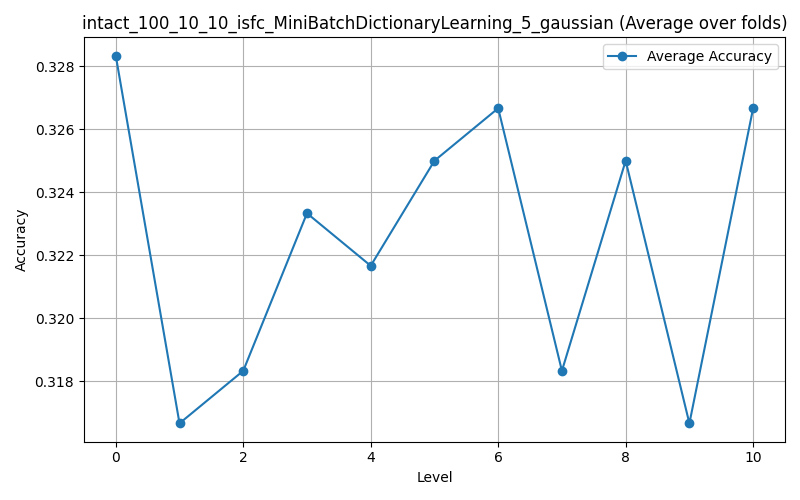 intact_100_10_10_isfc_MiniBatchDictionaryLearning_5_gaussian (Average over folds)
Average Accuracy
0.328
0.326
0.324
0.322
0.320
0.318
Accuracy
0 2 4 6 8 10
Level